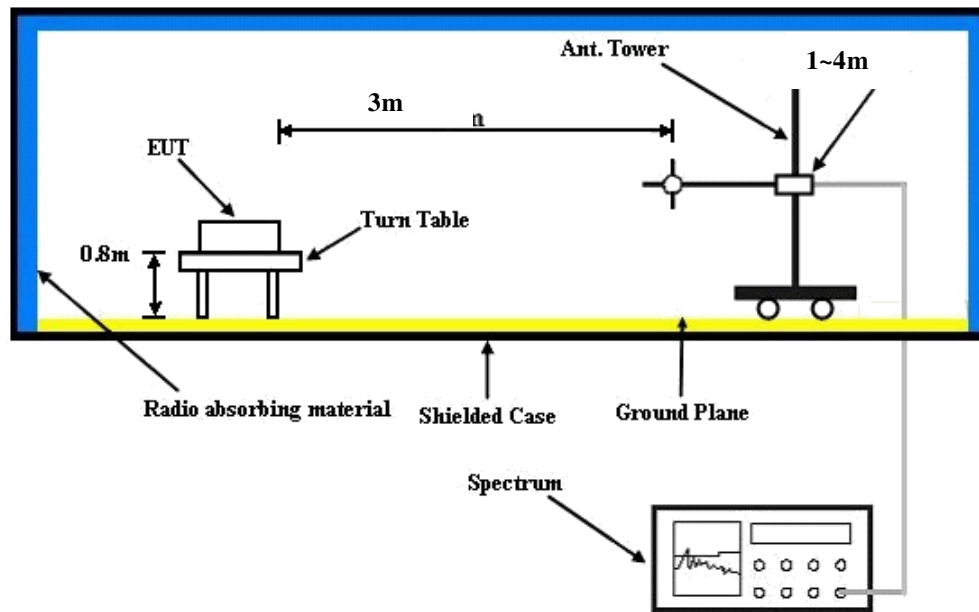 Ant. Tower
1~4m
3m
n
EUT
Turn Table
0.8m
Radio absorbing material
Shielded Case
Ground Plane
Spectrum